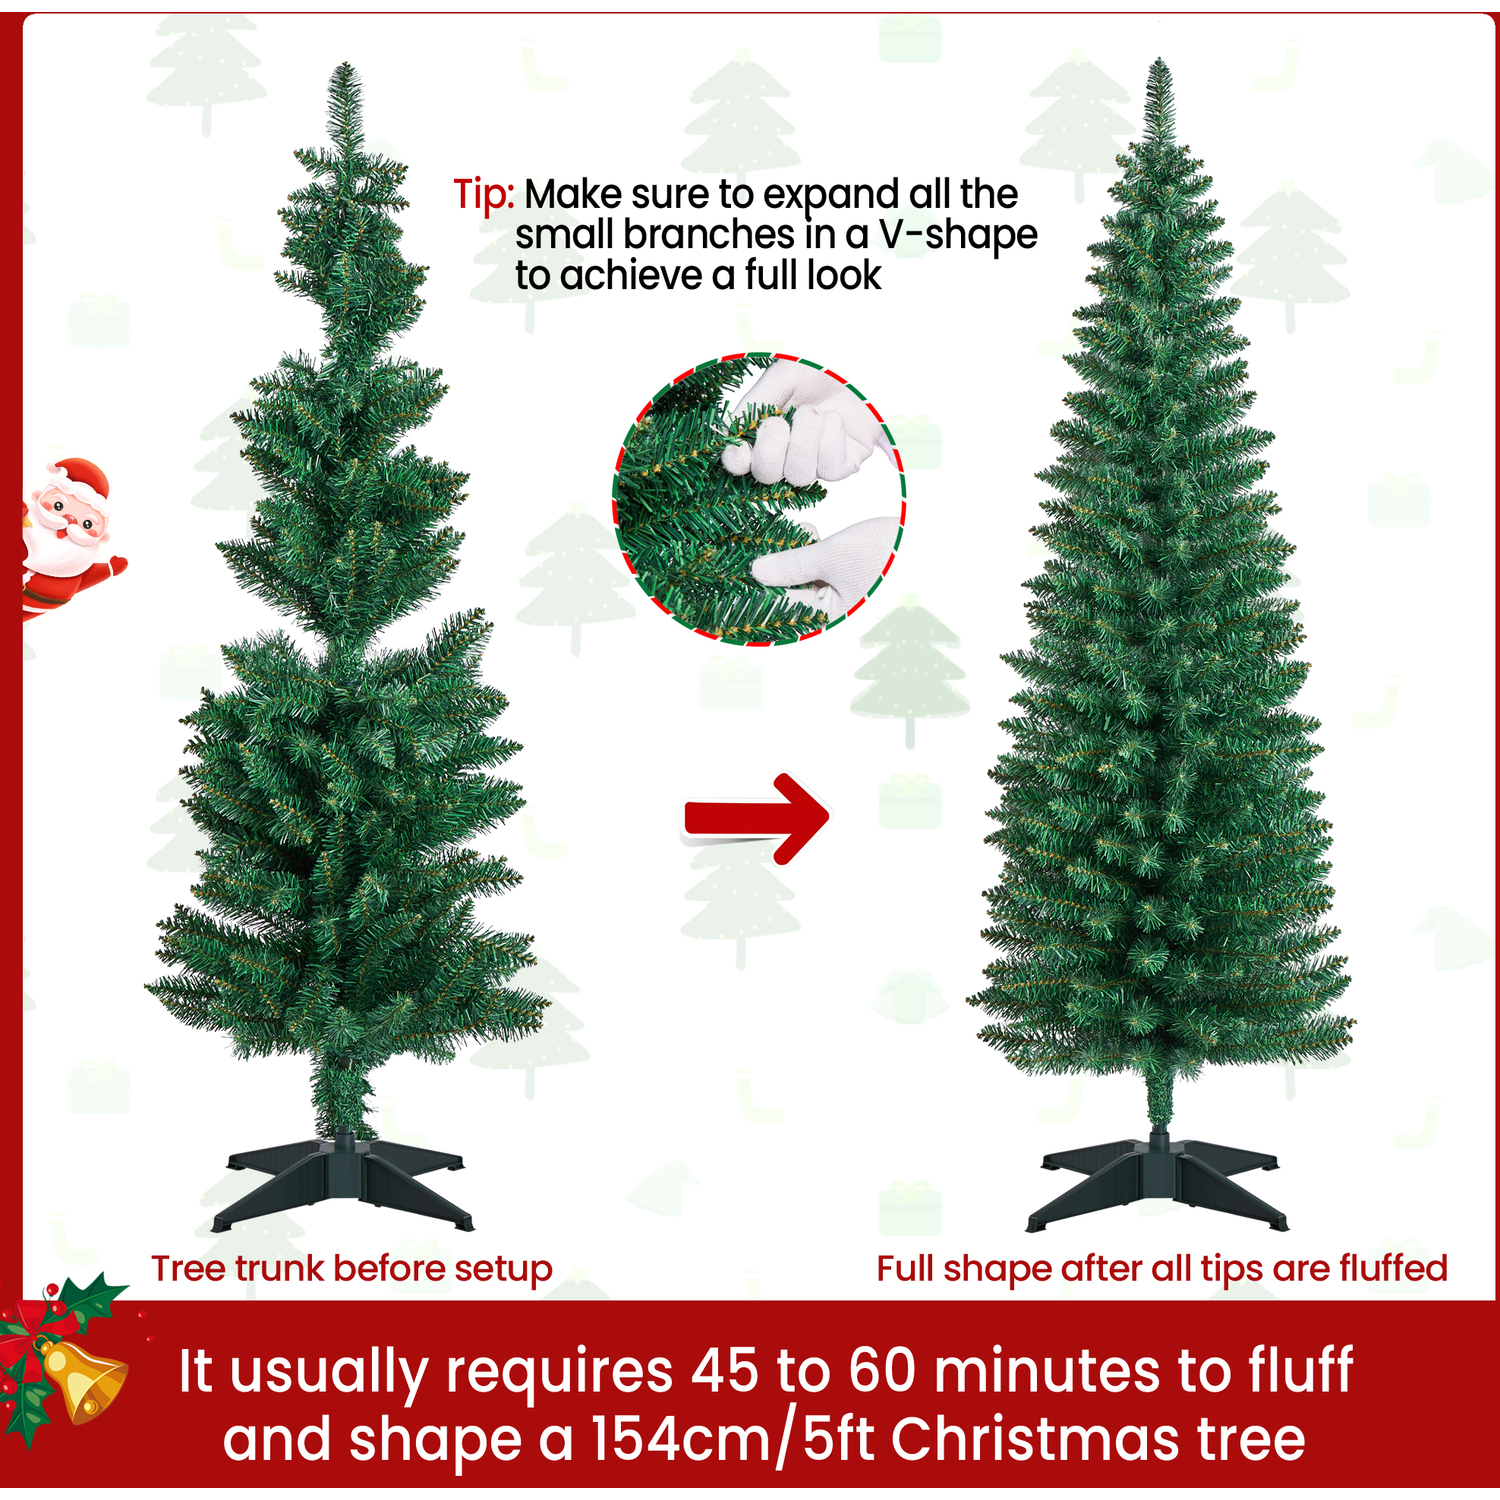 Tip: Make sure to expand all the
small branches in a V-shape
to achieve a full look
Tree trunk before setup
Full shape after all tips are fluffed
It usually requires 45 to 60 minutes to fluff
and shape a 154cm/5ft Christmas tree